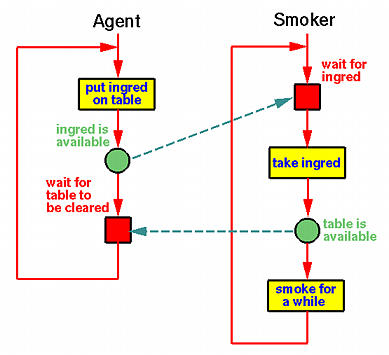 Agent
Smoker
wait for
ingred
put ingred
on table
ingred is
available
take ingred
wait for
table to
be cleared
table is
available
smoke for
a while